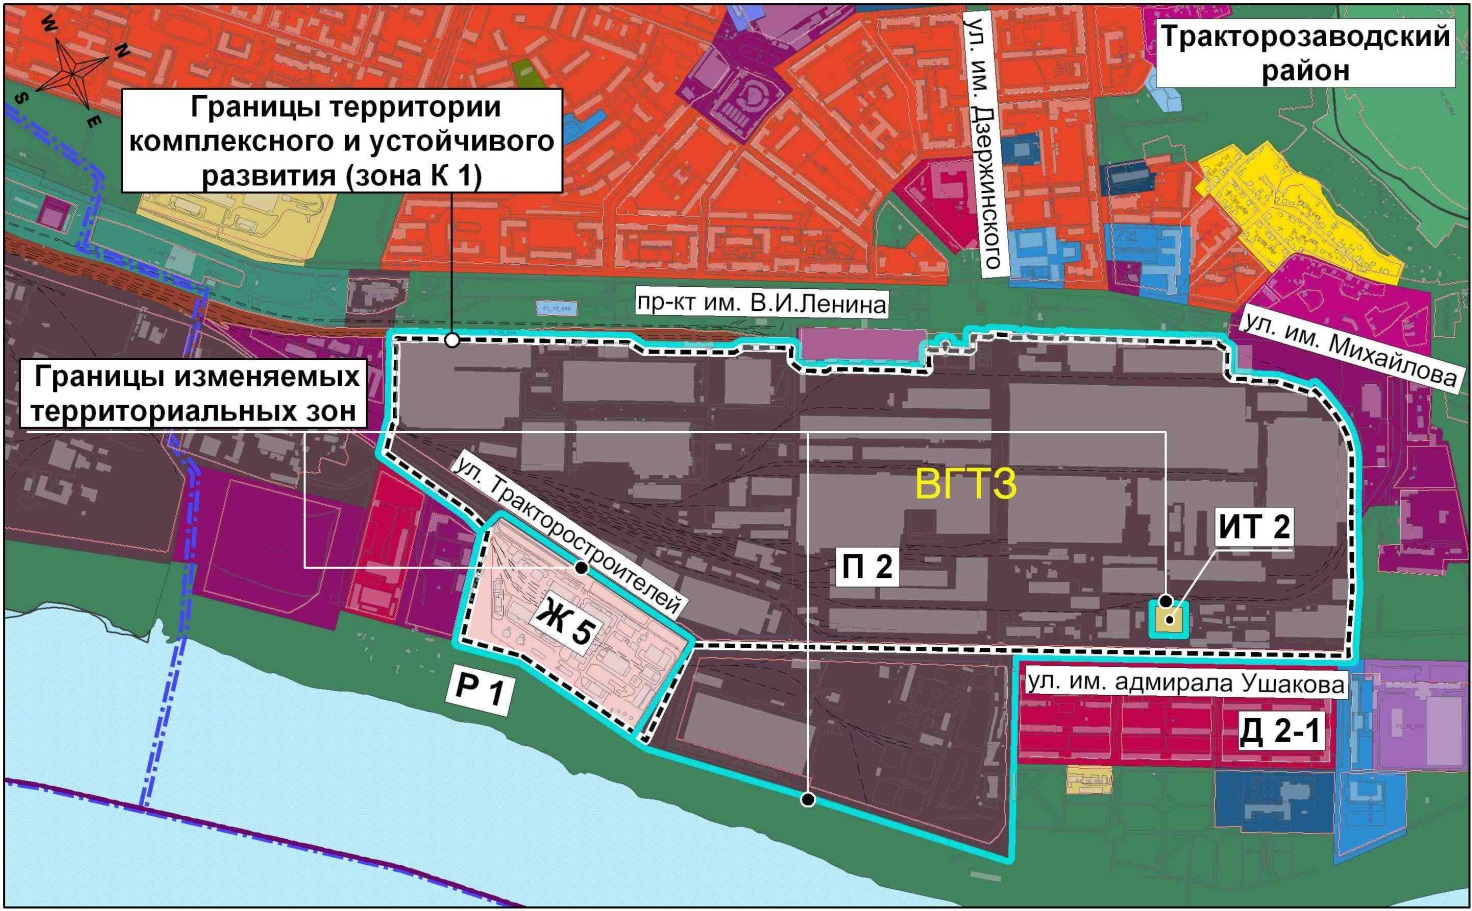 W
N
S
E
Тракторозаводский
район
Границы территории
комплексного и устойчивого
развития (зона К 1)
ул. им. Дзержинского
пр-кт им. В.И.Ленина
ул. им. Михайлова
Границы изменяемых
территориальных зон
ул. Тракторостроителей
ВГТЗ
ИТ 2
П 2
Ж 5
Р 1
ул. им. адмирала Ушакова
Д 2-1